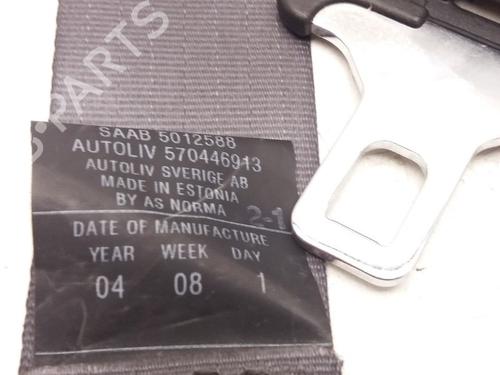 SAAB 5012588
AUTOLIV 570446913
AUTOLIV SVERIGE AB
MADE IN ESTONIA
BY AS NORMA 2-1
DATE OF MANUFACTURE
YEAR WEEK DAY
04 08 1
PARTS